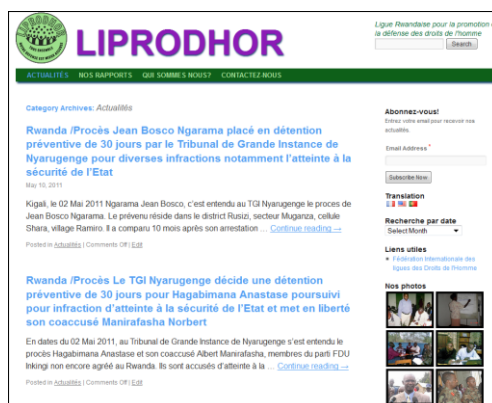 LIPRODHOR
Ligue Rwandaise pour la promotion
la défense des droits de l'homme
Search
ACTUALITÉS NOS RAPPORTS QUI SOMMES NOUS? CONTACTEZ-NOUS
Category Archives: Actualités
Rwanda /Procès Jean Bosco Ngarama placé en détention
préventive de 30 jours par le Tribunal de Grande Instance de
Nyarugenge pour diverses infractions notamment l'atteinte à la
sécurité de l'Etat
May 10, 2011
Kigali, le 02 Mai 2011 Ngarama Jean Bosco, c'est entendu au TGI Nyarugenge le proces de
Jean Bosco Ngarama. Le prévenu réside dans le district Rusizi, secteur Muganza, cellule
Shara, village Ramiro. Il a comparu 10 mois après son arrestation … Continue reading →
Posted in Actualités | Comments Off | Edit
Rwanda /Procès Le TGI Nyarugenge décide une détention
préventive de 30 jours pour Hagabimana Anastase poursuivi
pour infraction d'atteinte à la sécurité de l'Etat et met en liberté
son coaccusé Manirafasha Norbert
En dates du 02 Mai 2011, au Tribunal de Grande Instance de Nyarugenge s'est entendu le
procès Hagabimana Anastase et son coaccusé Albert Manirafasha, membres du parti FDU
Inkingi non encore agréé au Rwanda. Ils sont accusés d'atteinte à la … Continue reading →
Posted in Actualités | Comments Off | Edit
Abonnez-vous!
Entrez votre email pour recevoir nos
actualités.
Email Address *
Subscribe Now
Translation
Recherche par date
Select Month
Liens utiles
Fédération Internationale des
ligues des Droits de l'Homme
Nos photos